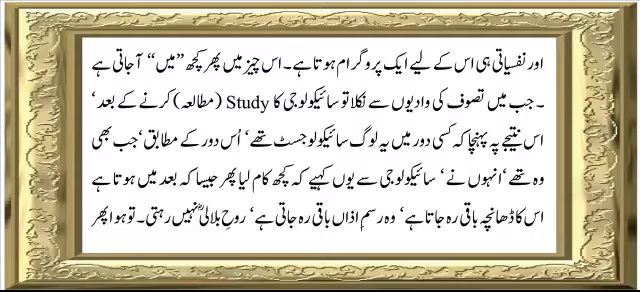 اور نفسیاتی ہی اس کے لیے ایک پروگرام ہوتا ہے۔ اس چیز میں پھر کچھ ”میں“ آ جاتی ہے
۔ جب میں تصوف کی وادیوں سے نکلا تو سائیکولوجی کا Study (مطالعہ) کرنے کے بعد‘
اس نتیجے پہ پہنچا کہ کسی دور میں یہ لوگ سائیکولوجسٹ تھے‘ اُس دور کے مطابق‘ جب بھی
وہ تھے‘ انہوں نے‘ سائیکولوجی سے یوں کہیے کہ کچھ کام لیا پھر جیسا کہ بعد میں ہوتا ہے
اس کا ڈھانچہ باقی رہ جاتا ہے‘ وہ رسمِ اذاں باقی رہ جاتی ہے‘ روحِ بلالیؓ نہیں رہتی۔ تو ہوا پھر